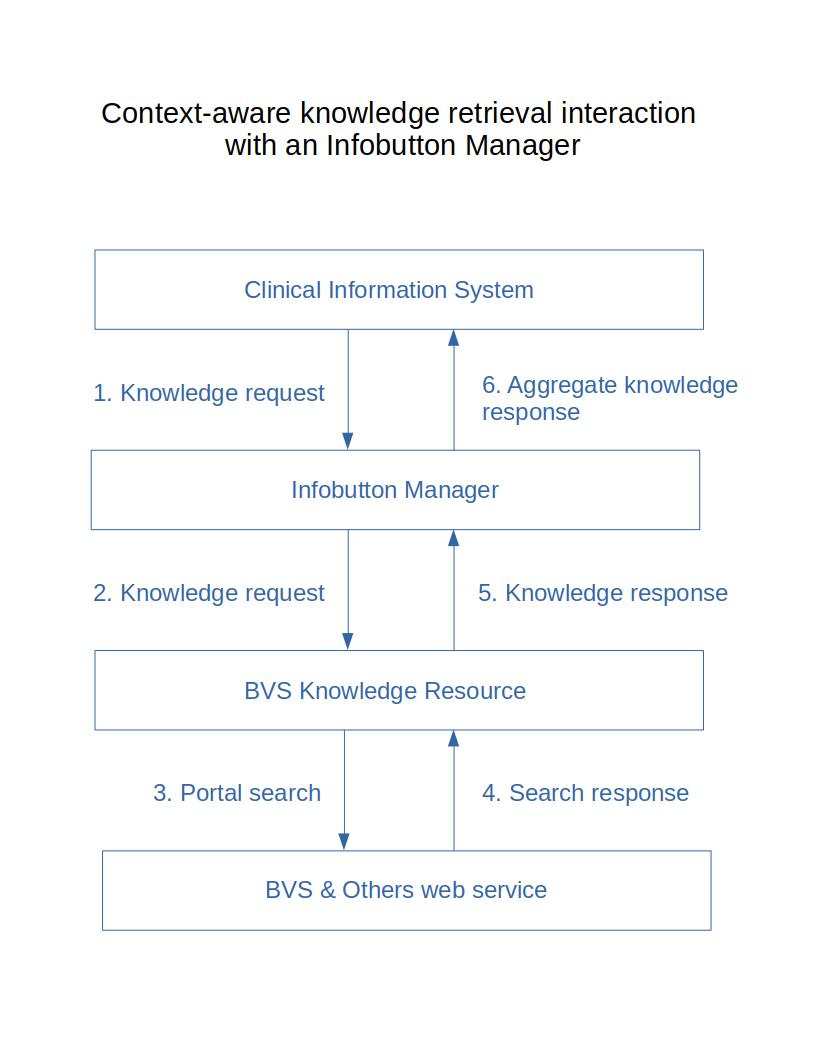 Context-aware knowledge retrieval interaction
with an Infobutton Manager
Clinical Information System
1. Knowledge request
6. Aggregate knowledge
response
Infobutton Manager
2. Knowledge request
5. Knowledge response
BVS Knowledge Resource
3. Portal search
4. Search response
BVS & Others web service